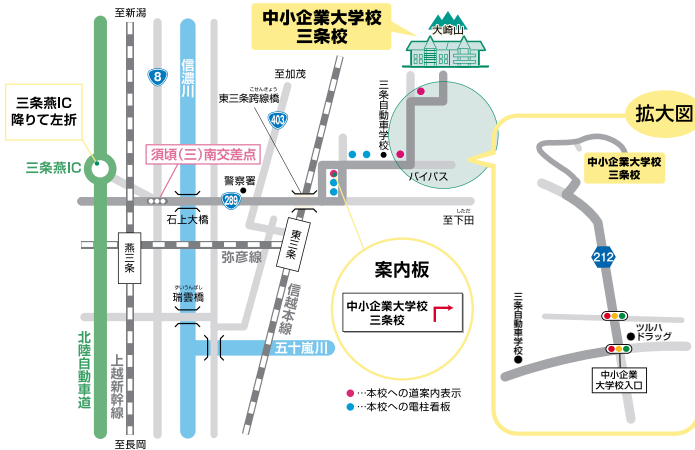 至新潟
中小企業大学校
三条校
大崎山
8
信濃川
至加茂
こせんきょう
東三条跨線橋
三条自動車学校
拡大図
三条燕IC
降りて左折
403
須頃(三)南交差点
三条燕IC
警察署
289
バイパス
中小企業大学校
三条校
石上大橋
しただ
至下田
燕三条
弥彦線
東三条
212
ずいうんばし
瑞雲橋
信越本線
案内板
中小企業大学校
三条校
三条自動車学校
ツルハ
ドラッグ
五十嵐川
北陸自動車道
上越新幹線
中小企業
大学校入口
…本校への道案内表示
…本校への電柱看板
至長岡